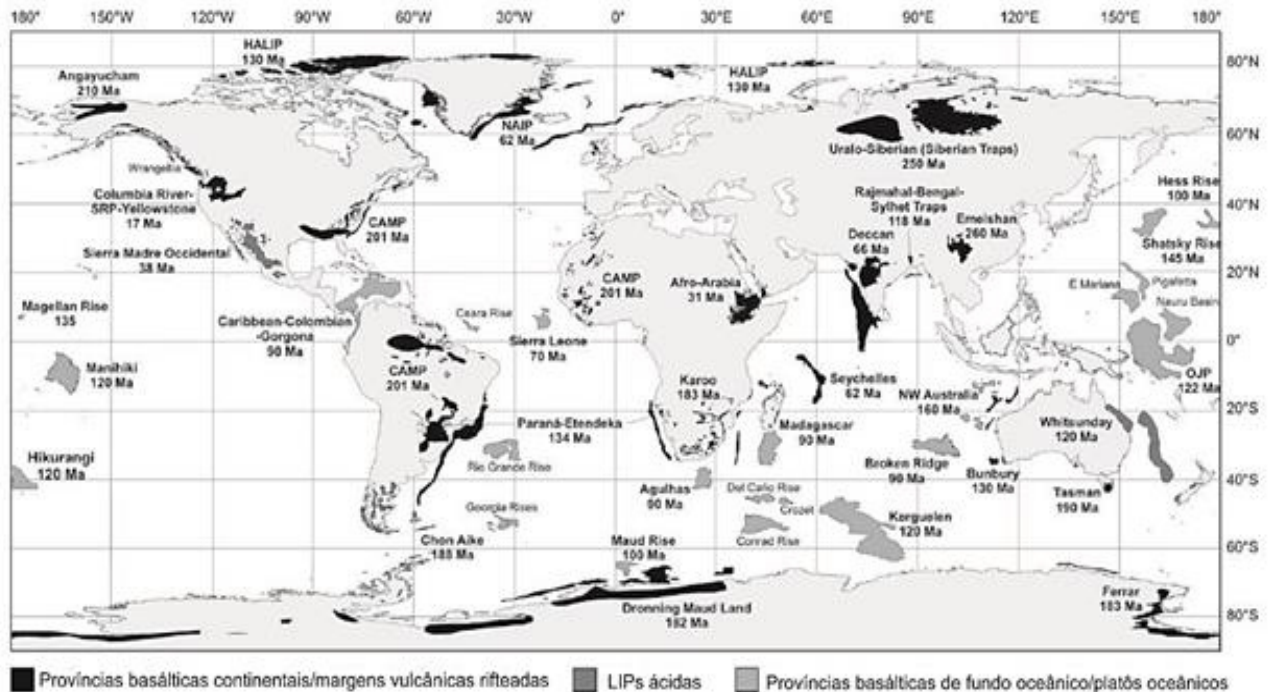 180° 150°W 120°W 90°W 60°W 30°W 0° 30°E 60°E 90°E 120°E 150°E 180°
80°N
60°N
40°N
20°N
0°
20°S
40°S
60°S
80°S
HALIP
130 Ma
Angayucham
210 Ma
HALIP
130 Ma
NAIP
62 Ma
Uralo-Siberian (Siberian Traps)
250 Ma
Wrangellia
Columbia River-
SRP-Yellowstone
17 Ma
CAMP
201 Ma
Sierra Madre Occidental
38 Ma
Rajmahal-Bengal-
Sylhet Traps
118 Ma
Emeishan
260 Ma
Deccan
66 Ma
Hess Rise
100 Ma
Shatsky Rise
145 Ma
E Mariana
Pigafetta
Nauru Basin
Magellan Rise
135
Manihiki
120 Ma
Hikurangi
120 Ma
Caribbean-Colombian
-Gorgona
90 Ma
Ceara Rise
Sierra Leone
70 Ma
CAMP
201 Ma
Afro-Arabia
31 Ma
CAMP
201 Ma
Karoo
183 Ma
Paraná-Etendeka
134 Ma
Rio Grande Rise
Seychelles
62 Ma
Madagascar
90 Ma
NW Australia
160 Ma
OJP
122 Ma
Whitsunday
120 Ma
Broken Ridge
90 Ma
Bunbury
130 Ma
Tasman
190 Ma
Agulhas
90 Ma
Del Caño Rise
Crozet
Conrad Rise
Kerguelen
120 Ma
Georgia Rises
Chon Aike
188 Ma
Maud Rise
100 Ma
Dronning Maud Land
182 Ma
Ferrar
183 Ma
Províncias basálticas continentais/margens vulcânicas rifteadas
LIPs ácidas
Províncias basálticas de fundo oceânico/platôs oceânicos